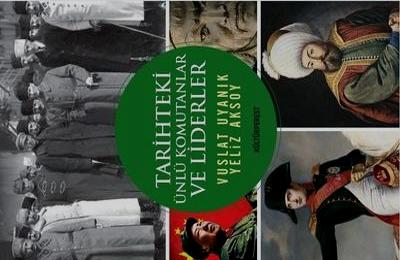 TARİHTEKİ
ÜNLÜ KOMUTANLAR
VE LİDERLER
VUSLAT UYANIK
YELİZ AKSOY
KÜLTÜRPEREST